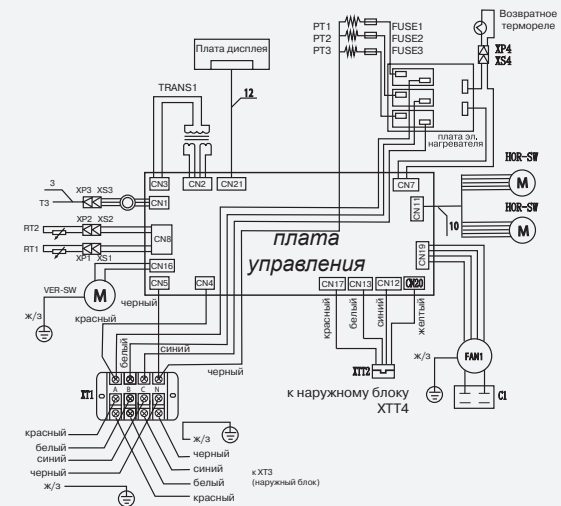 Возвратное
термореле
PT1
FUSE1
PT2
FUSE2
PT3
FUSE3
XP4
XS4
Плата дисплея
TRANS1
12
плата эл.
нагревателя
CN3
CN2
CN21
CN7
HOR-SW
M
3
XP3 XS3
T3
CN1
CN11
XP2 XS2
RT2
CN8
10
HOR-SW
M
RT1
XP1 XS1
плата
управления
CN19
CN16
CN5
CN4
CN17
CN13
CN12
CN20
VER-SW
M
черный
ж/з
красный
белый
синий
черный
красный
белый
синий
желтый
XTT2
ж/з
FAN1
C1
к наружному блоку
XTT4
XT1
A
B
C
N
красный
белый
синий
черный
ж/з
ж/з
черный
синий
белый
красный
к XT3
(наружный блок)